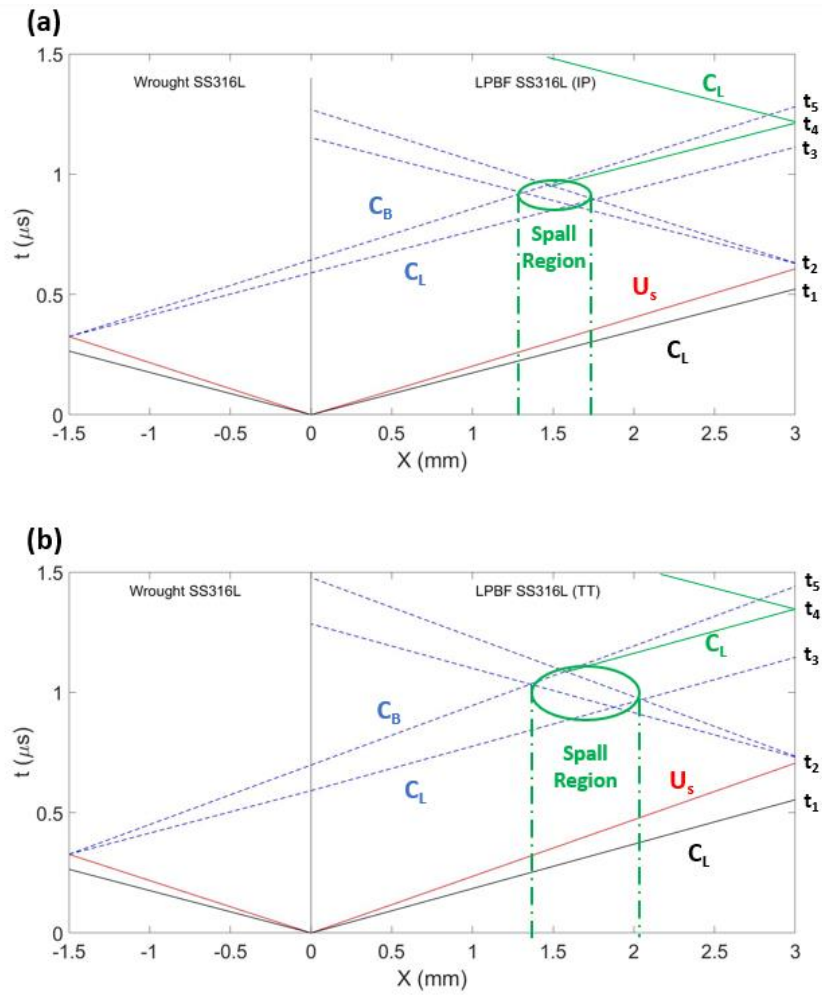 (a)
1.5
1
0.5
0
t (μs)
Wrought SS316L
LPBF SS316L (IP)
C_L
t_5
t_4
t_3
C_B
C_L
Spall
Region
t_2
U_s
t_1
C_L
-1.5 -1 -0.5 0 0.5 1 1.5 2 2.5 3
X (mm)
(b)
1.5
1
0.5
0
t (μs)
Wrought SS316L
LPBF SS316L (TT)
t_5
t_4
C_L
t_3
C_B
C_L
Spall
Region
t_2
U_s
t_1
C_L
-1.5 -1 -0.5 0 0.5 1 1.5 2 2.5 3
X (mm)